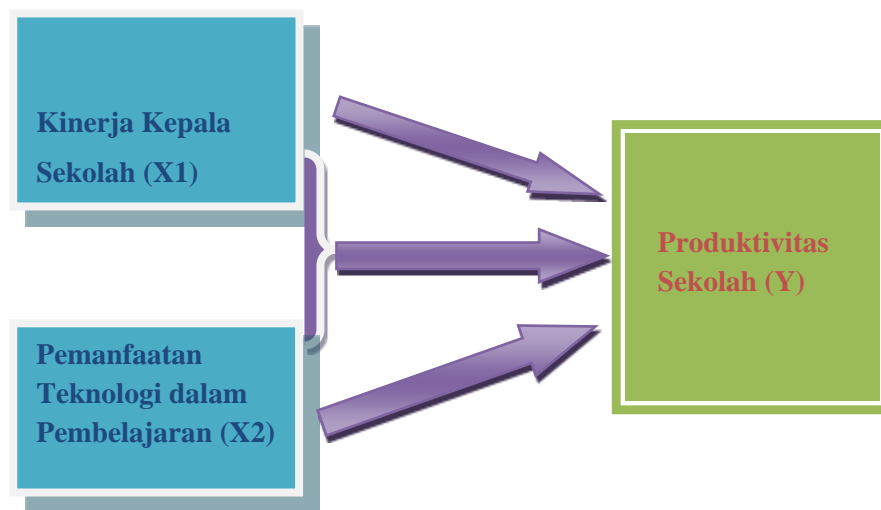 Kinerja Kepala
Sekolah (X1)
Produktivitas
Sekolah (Y)
Pemanfaatan
Teknologi dalam
Pembelajaran (X2)